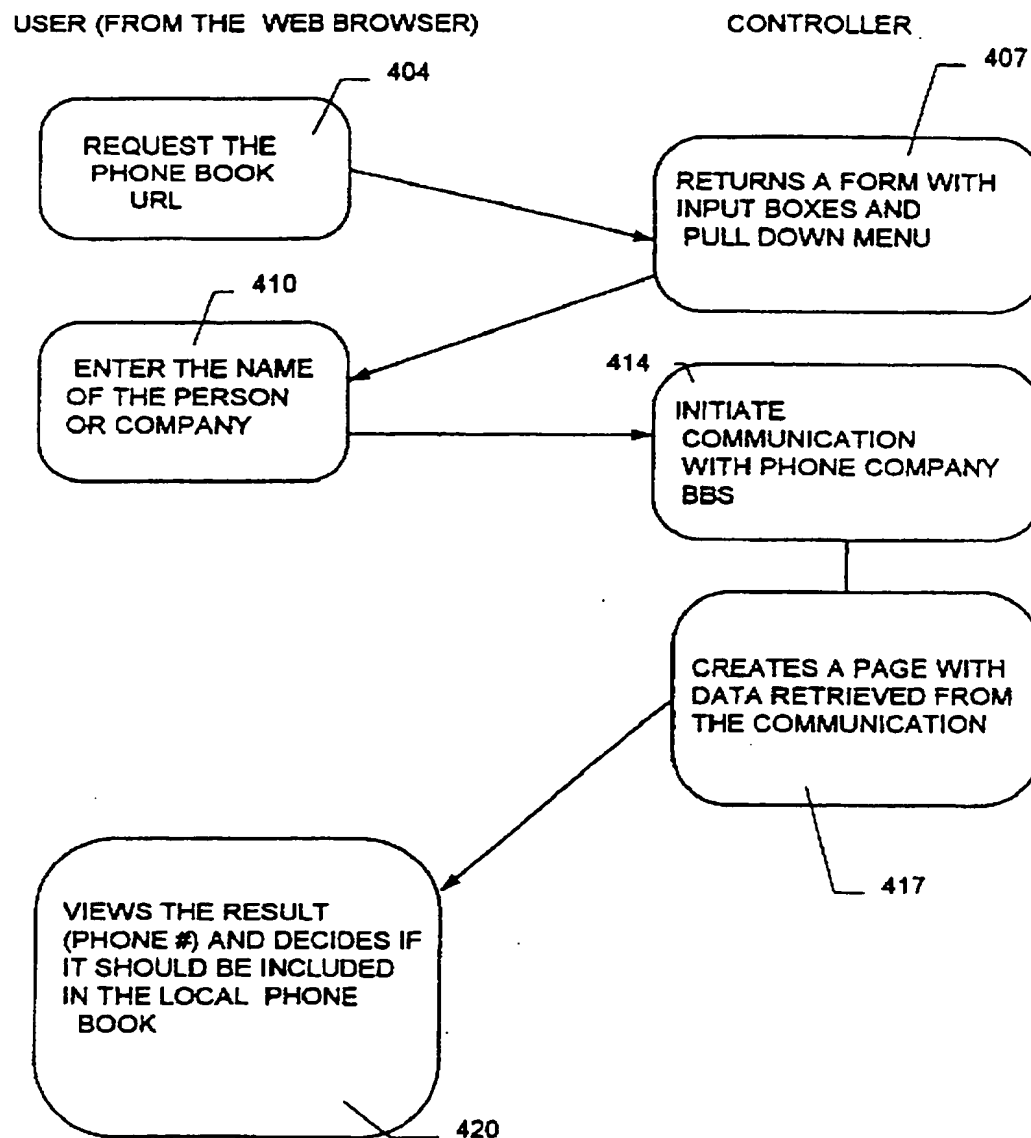 USER (FROM THE WEB BROWSER)
CONTROLLER
404
REQUEST THE
PHONE BOOK
URL
407
RETURNS A FORM WITH
INPUT BOXES AND
PULL DOWN MENU
410
ENTER THE NAME
OF THE PERSON
OR COMPANY
414
INITIATE
COMMUNICATION
WITH PHONE COMPANY
BBS
CREATES A PAGE WITH
DATA RETRIEVED FROM
THE COMMUNICATION
417
VIEWS THE RESULT
(PHONE #) AND DECIDES IF
IT SHOULD BE INCLUDED
IN THE LOCAL PHONE
BOOK
420